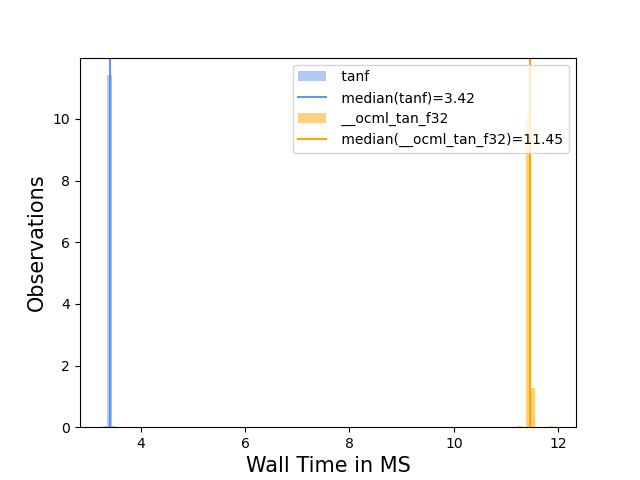 tanf
median(tanf)=3.42
__ocml_tan_f32
median(__ocml_tan_f32)=11.45
10
8
6
4
2
0
Observations
4 6 8 10 12
Wall Time in MS